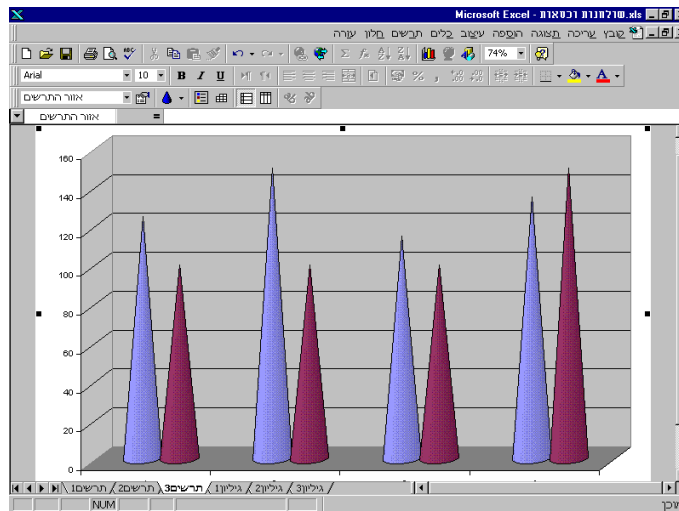 Microsoft Excel - שולחנות וכסאות.xls
קובץ עריכה תצוגה הוספה עיצוב כלים תרשים חלון עזרה
74%
Arial 10 B I U
אזור התרשים
אזור התרשים =
160
140
120
100
80
60
40
20
0
תרשים1 תרשים2 תרשים3 גיליון1 גיליון2 גיליון3
NUM